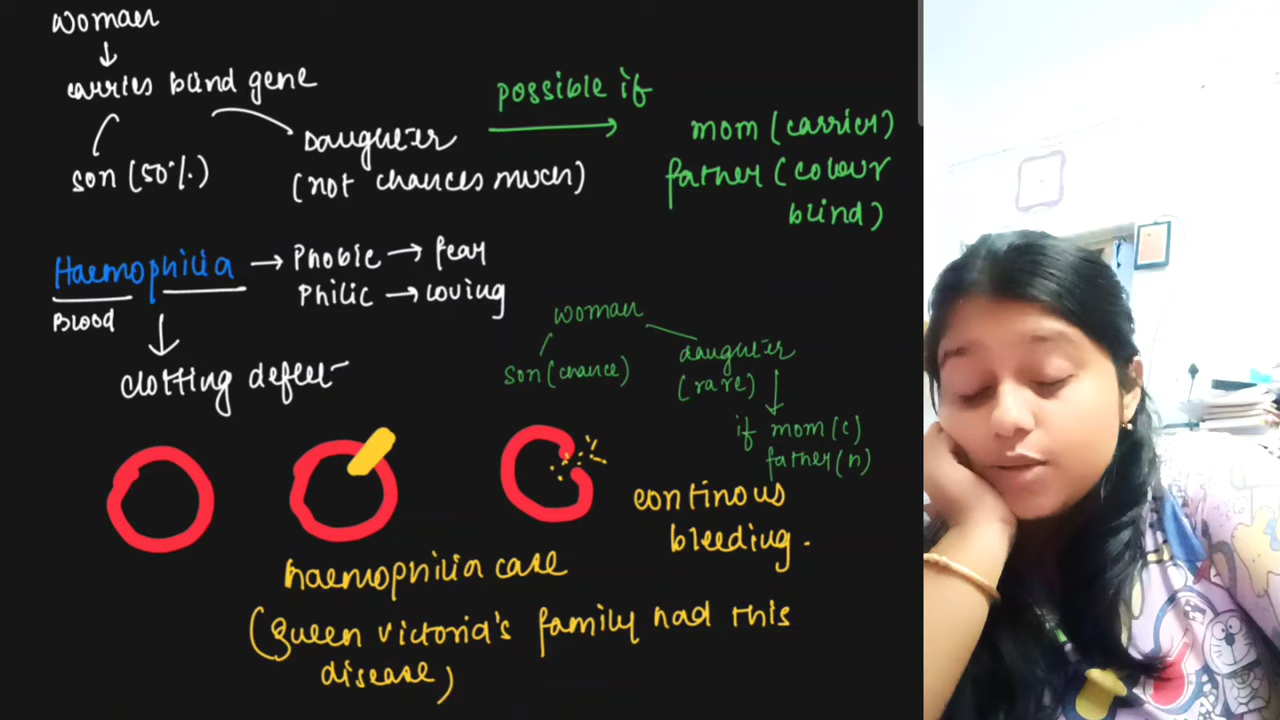 woman
carries blind gene
son (50%)
Daughter
(not chances much)
possible if
mom (carrier)
father (colour
blind)
Haemophilia → Phobic → fear
Philic → loving
Blood
clotting defect
woman
son (chance)
daughter
(rare)
if mom (c)
father (n)
continous
bleeding.
haemophilia case
(queen victoria's family had this
disease)